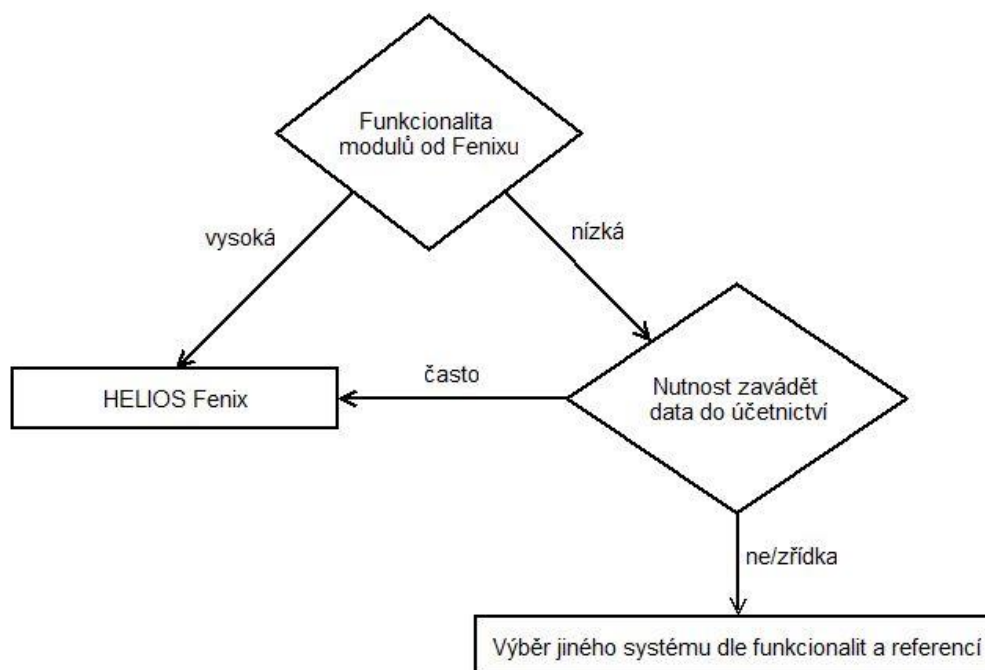 Funkcionalita
modulů od Fenixu
vysoká
nízká
HELIOS Fenix
často
Nutnost zavádět
data do účetnictví
ne/zřídka
Výběr jiného systému dle funkcionalit a referencí